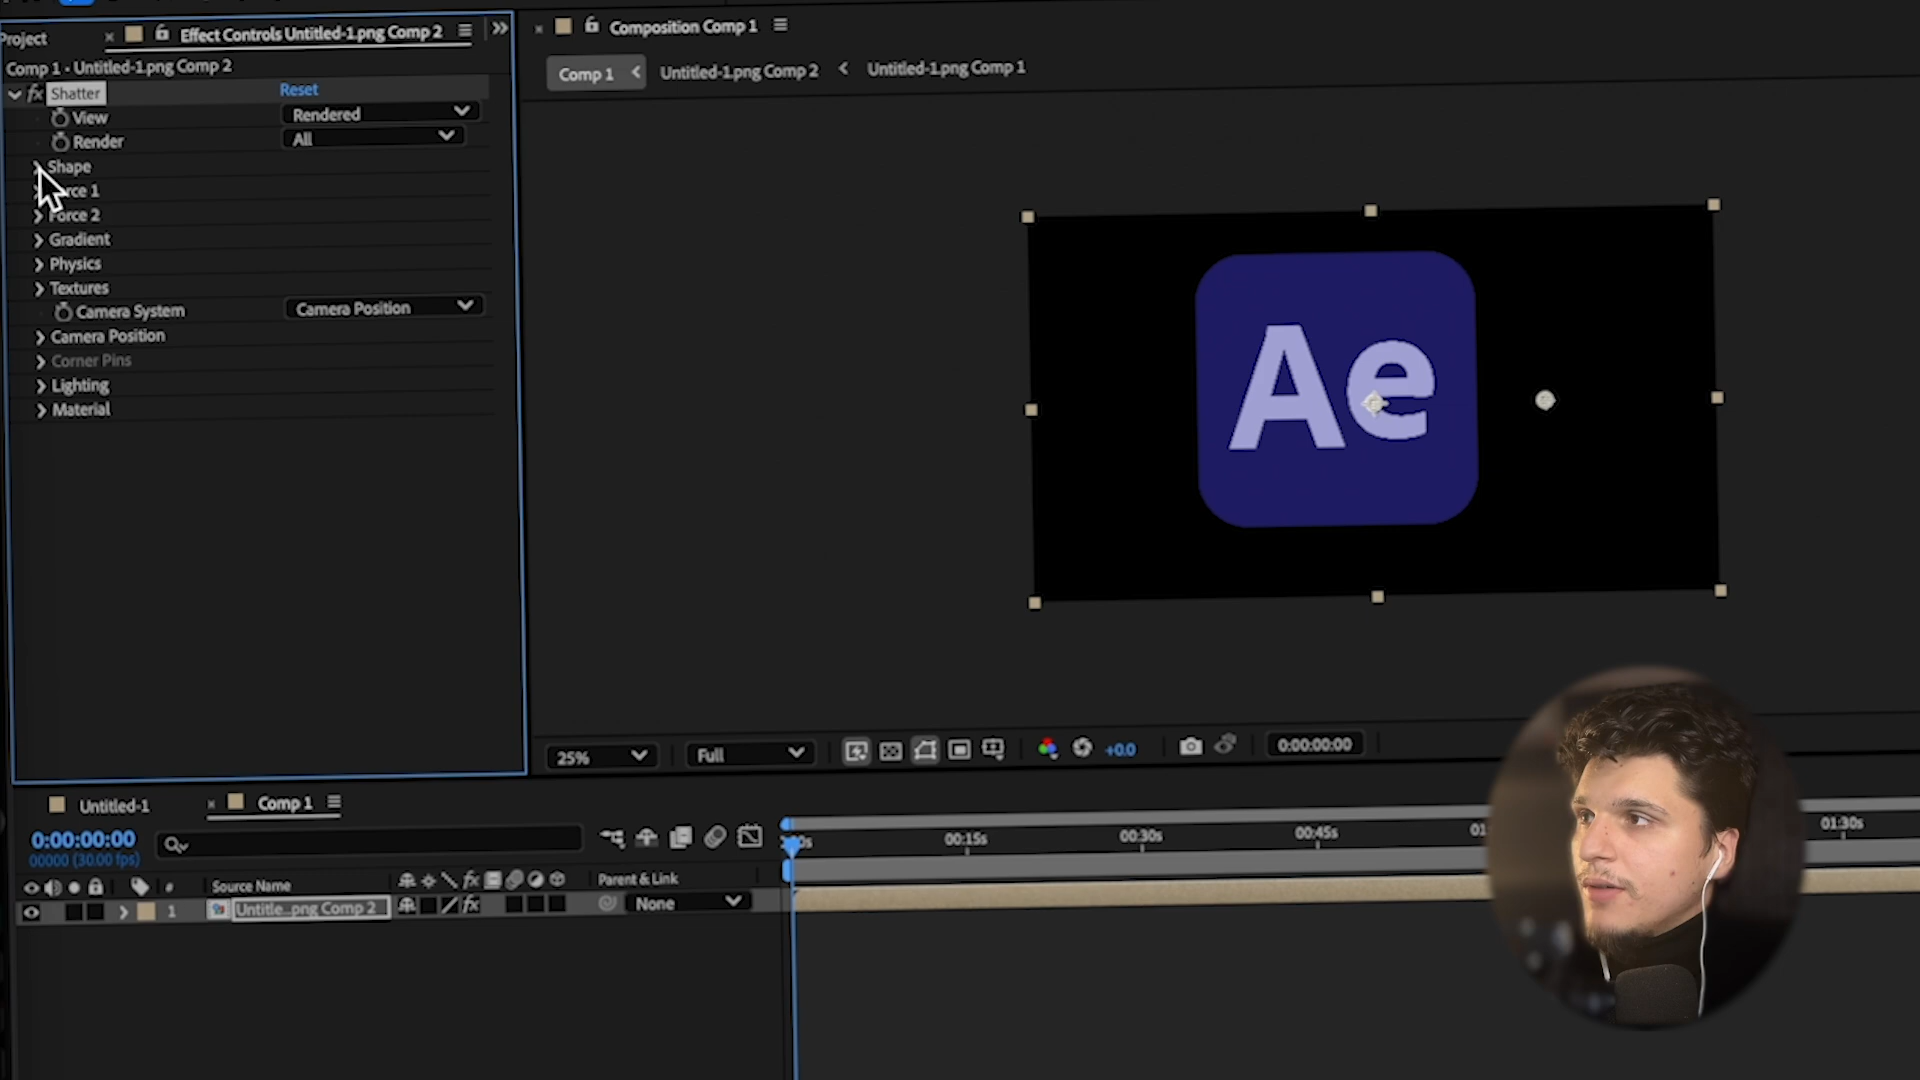 Project
Effect Controls Untitled-1.png Comp 2
Comp 1 • Untitled-1.png Comp 2
fx Shatter Reset
View Rendered
Render All
Shape
Force 2
Gradient
Physics
Textures
Camera System Camera Position
Camera Position
Corner Pins
Lighting
Material
Composition Comp 1
Comp 1 Untitled-1.png Comp 2 Untitled-1.png Comp 1
Ae
25% Full +0.0 0:00:00:00
Untitled-1 Comp 1
0:00:00:00
00000 (30.00 fps)
00:15s 00:30s 00:45s 01:30s
# Source Name fx Parent & Link
1 Untitle...png Comp 2 fx None